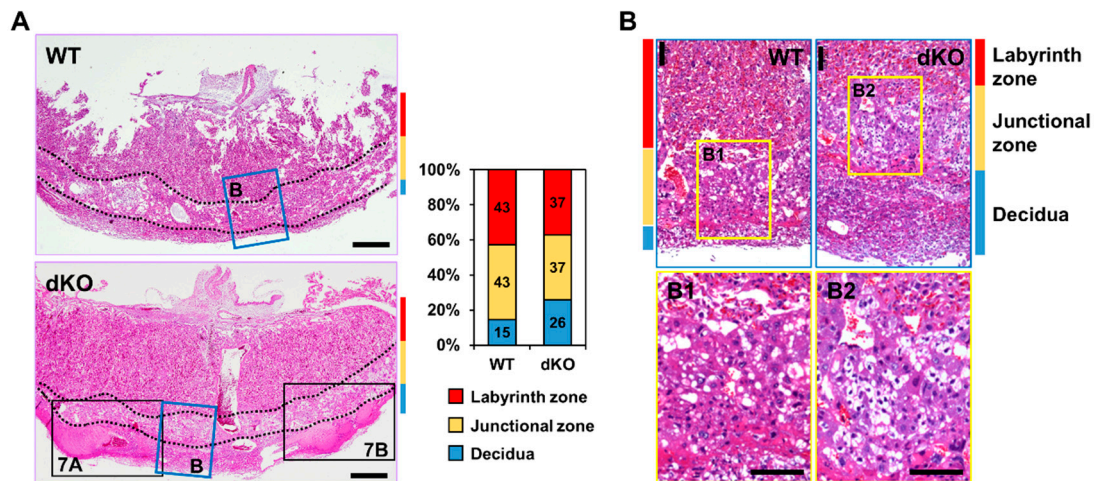 A
WT
B
dKO
7A
B
7B
100%
80%
60%
40%
20%
0%
43
43
15
37
37
26
WT
dKO
Labyrinth zone
Junctional zone
Decidua
B
WT
dKO
B1
B2
Labyrinth
zone
Junctional
zone
Decidua
B1
B2